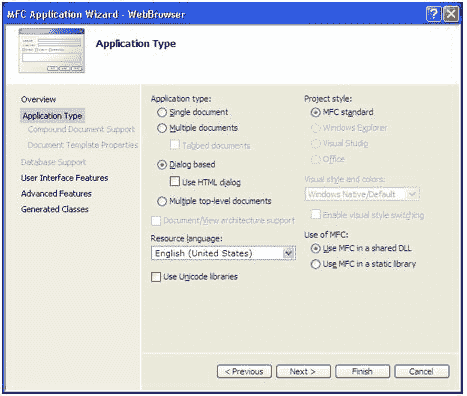 MFC Application Wizard - WebBrowser
Application Type
Overview
Application Type
Compound Document Support
Document Template Properties
Database Support
User Interface Features
Advanced Features
Generated Classes
Application type:
Single document
Multiple documents
Tabbed documents
Dialog based
Use HTML dialog
Multiple top-level documents
Document/View architecture support
Resource language:
English (United States)
Use Unicode libraries
Project style:
MFC standard
Windows Explorer
Visual Studio
Office
Visual style and colors:
Windows Native/Default
Enable visual style switching
Use of MFC:
Use MFC in a shared DLL
Use MFC in a static library
< Previous
Next >
Finish
Cancel